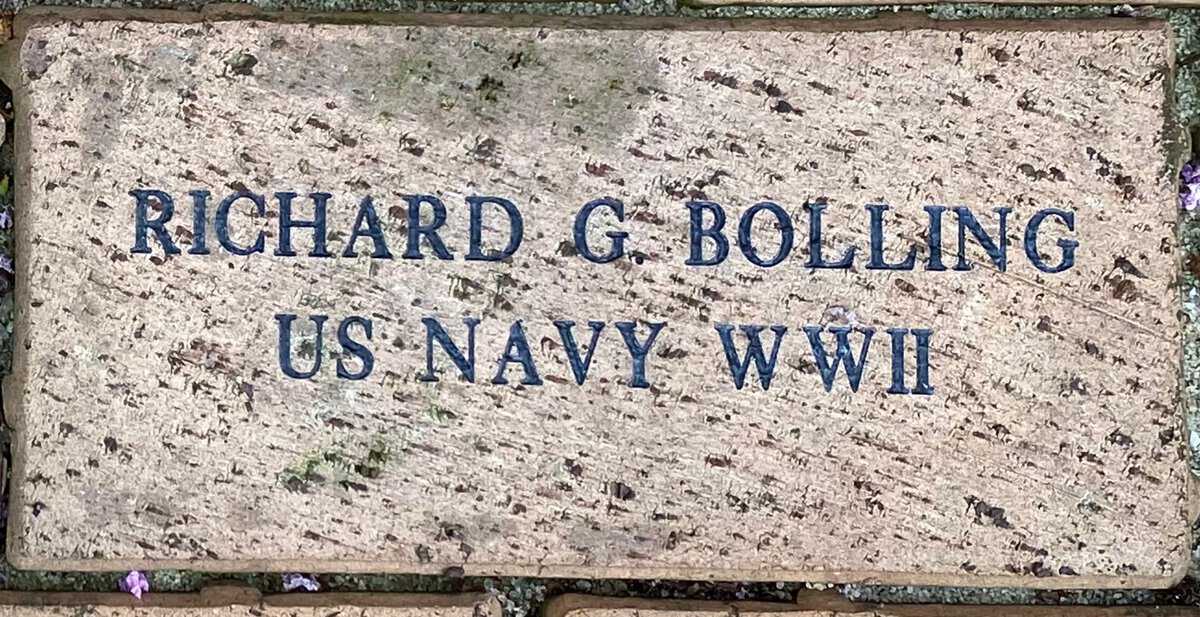 RICHARD G. BOLLING
US NAVY WWII